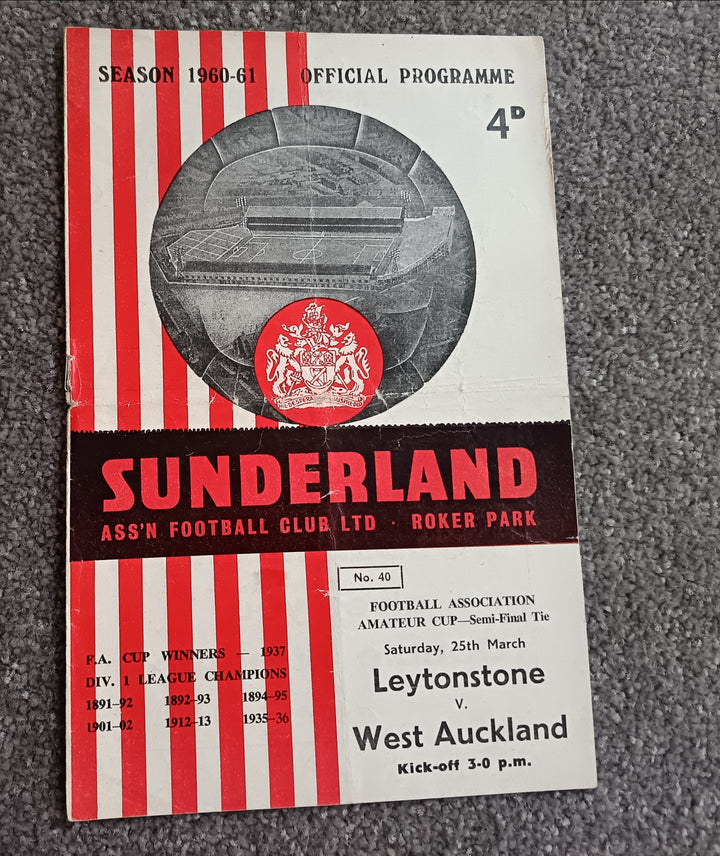 SEASON 1960-61 OFFICIAL PROGRAMME
4D
SUNDERLAND
ASS'N FOOTBALL CLUB LTD · ROKER PARK
No. 40
FOOTBALL ASSOCIATION
AMATEUR CUP—Semi-Final Tie
Saturday, 25th March
Leytonstone
v.
West Auckland
Kick-off 3-0 p.m.
F.A. CUP WINNERS — 1937
DIV. 1 LEAGUE CHAMPIONS
1891-92 1892-93 1894-95
1901-02 1912-13 1935-36